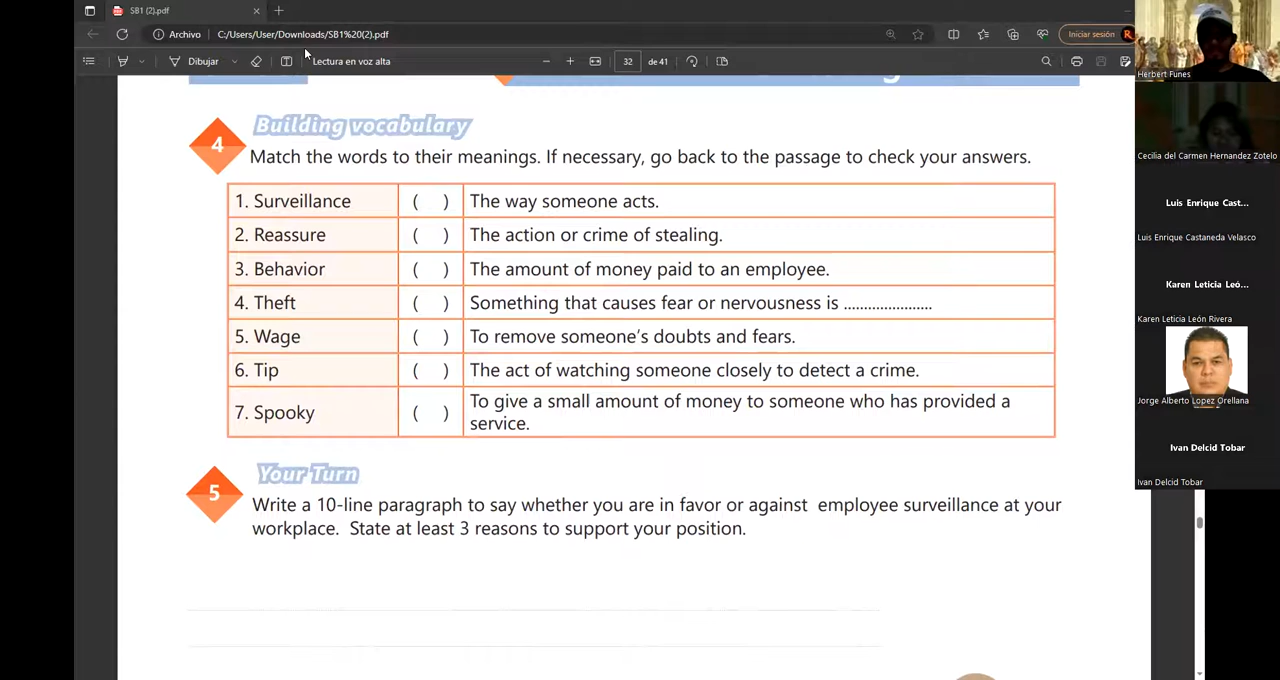 SB1 (2).pdf
Archivo C:/Users/User/Downloads/SB1%20(2).pdf Iniciar sesión R
Dibujar Lectura en voz alta 32 de 41
4 Building vocabulary
Match the words to their meanings. If necessary, go back to the passage to check your answers.
1. Surveillance ( ) The way someone acts.
2. Reassure ( ) The action or crime of stealing.
3. Behavior ( ) The amount of money paid to an employee.
4. Theft ( ) Something that causes fear or nervousness is ......................
5. Wage ( ) To remove someone's doubts and fears.
6. Tip ( ) The act of watching someone closely to detect a crime.
7. Spooky ( ) To give a small amount of money to someone who has provided a
service.
5 Your Turn
Write a 10-line paragraph to say whether you are in favor or against employee surveillance at your
workplace. State at least 3 reasons to support your position.
Herbert Funes
Cecilia del Carmen Hernandez Zotelo
Luis Enrique Cast...
Luis Enrique Castaneda Velasco
Karen Leticia Leó...
Karen Leticia León Rivera
Jorge Alberto Lopez Orellana
Ivan Delcid Tobar
Ivan Delcid Tobar